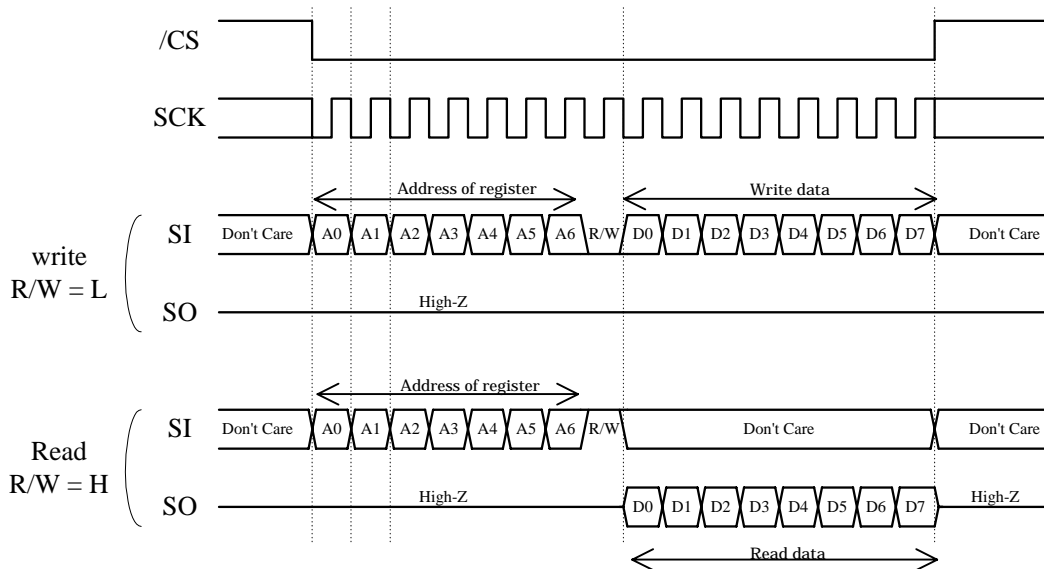 /CS
SCK
Address of register
Write data
SI Don't Care A0 A1 A2 A3 A4 A5 A6 R/W D0 D1 D2 D3 D4 D5 D6 D7 Don't Care
write
R/W = L
High-Z
SO
Address of register
SI Don't Care A0 A1 A2 A3 A4 A5 A6 R/W Don't Care Don't Care
Read
R/W = H
SO High-Z D0 D1 D2 D3 D4 D5 D6 D7 High-Z
Read data